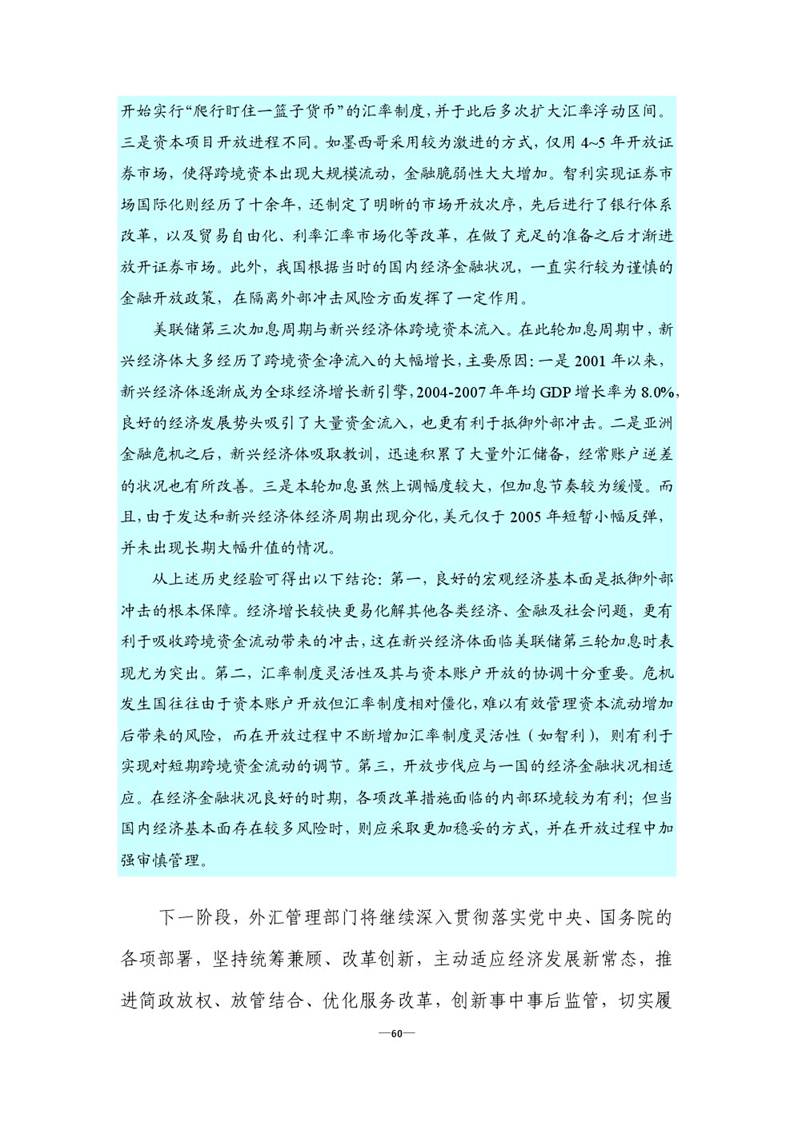 开始实行“爬行盯住一篮子货币”的汇率制度，并于此后多次扩大汇率浮动区间。
三是资本项目开放进程不同。如墨西哥采用较为激进的方式，仅用 4~5 年开放证
券市场，使得跨境资本出现大规模流动，金融脆弱性大大增加。智利实现证券市
场国际化则经历了十余年，还制定了明晰的市场开放次序，先后进行了银行体系
改革，以及贸易自由化、利率汇率市场化等改革，在做了充足的准备之后才渐进
放开证券市场。此外，我国根据当时的国内经济金融状况，一直实行较为谨慎的
金融开放政策，在隔离外部冲击风险方面发挥了一定作用。
美联储第三次加息周期与新兴经济体跨境资本流入。在此轮加息周期中，新
兴经济体大多经历了跨境资金净流入的大幅增长，主要原因：一是 2001 年以来，
新兴经济体逐渐成为全球经济增长新引擎，2004-2007 年年均 GDP 增长率为 8.0%，
良好的经济发展势头吸引了大量资金流入，也更有利于抵御外部冲击。二是亚洲
金融危机之后，新兴经济体吸取教训，迅速积累了大量外汇储备，经常账户逆差
的状况也有所改善。三是本轮加息虽然上调幅度较大，但加息节奏较为缓慢。而
且，由于发达和新兴经济体经济周期出现分化，美元仅于 2005 年短暂小幅反弹，
并未出现长期大幅升值的情况。
从上述历史经验可得出以下结论：第一，良好的宏观经济基本面是抵御外部
冲击的根本保障。经济增长较快更易化解其他各类经济、金融及社会问题，更有
利于吸收跨境资金流动带来的冲击，这在新兴经济体面临美联储第三轮加息时表
现尤为突出。第二，汇率制度灵活性及其与资本账户开放的协调十分重要。危机
发生国往往由于资本账户开放但汇率制度相对僵化，难以有效管理资本流动增加
后带来的风险，而在开放过程中不断增加汇率制度灵活性（如智利），则有利于
实现对短期跨境资金流动的调节。第三，开放步伐应与一国的经济金融状况相适
应。在经济金融状况良好的时期，各项改革措施面临的内部环境较为有利；但当
国内经济基本面存在较多风险时，则应采取更加稳妥的方式，并在开放过程中加
强审慎管理。
下一阶段，外汇管理部门将继续深入贯彻落实党中央、国务院的
各项部署，坚持统筹兼顾、改革创新，主动适应经济发展新常态，推
进简政放权、放管结合、优化服务改革，创新事中事后监管，切实履
—60—